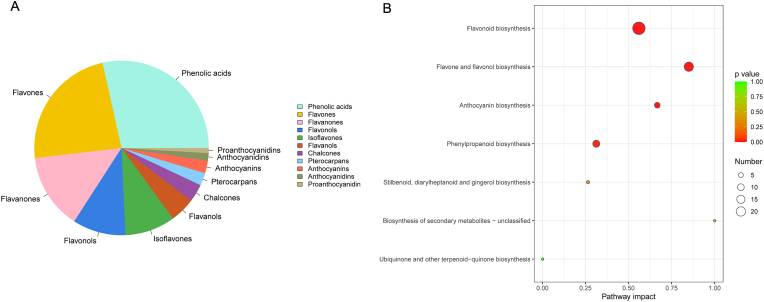 A
Phenolic acids
Flavones
Flavanones
Flavonols
Isoflavones
Flavanols
Chalcones
Pterocarpans
Anthocyanins
Anthocyanidins
Proanthocyanidins
Phenolic acids
Flavones
Flavanones
Flavonols
Isoflavones
Flavanols
Chalcones
Pterocarpans
Anthocyanins
Anthocyanidins
Proanthocyanidin
B
Flavonoid biosynthesis
Flavone and flavonol biosynthesis
Anthocyanin biosynthesis
Phenylpropanoid biosynthesis
Stilbenoid, diarylheptanoid and gingerol biosynthesis
Biosynthesis of secondary metabolites − unclassified
Ubiquinone and other terpenoid−quinone biosynthesis
0.00 0.25 0.50 0.75 1.00
Pathway impact
p value
1.00
0.75
0.50
0.25
0.00
Number
5
10
15
20